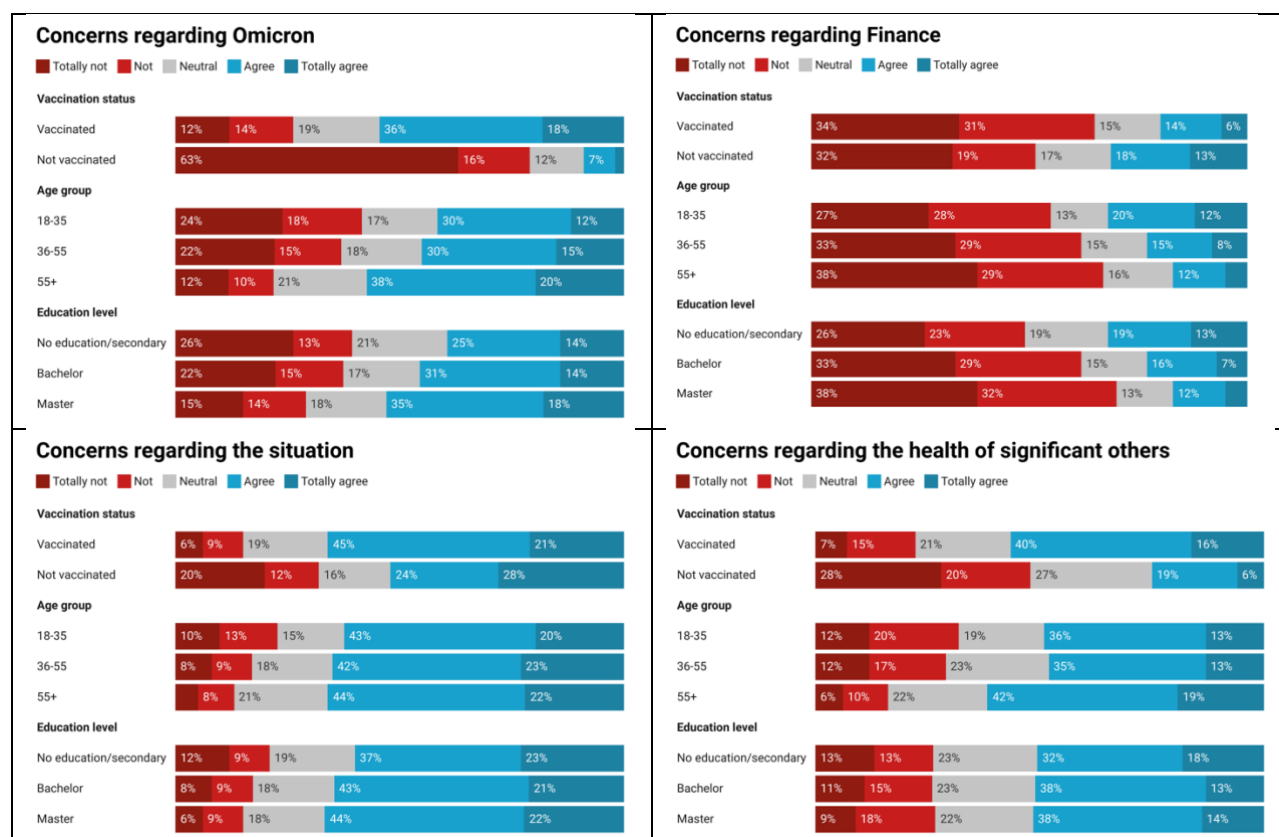 Concerns regarding Omicron
Totally not Not Neutral Agree Totally agree
Vaccination status
Vaccinated 12% 14% 19% 36% 18%
Not vaccinated 63% 16% 12% 7%
Age group
18-35 24% 18% 17% 30% 12%
36-55 22% 15% 18% 30% 15%
55+ 12% 10% 21% 38% 20%
Education level
No education/secondary 26% 13% 21% 25% 14%
Bachelor 22% 15% 17% 31% 14%
Master 15% 14% 18% 35% 18%
Concerns regarding Finance
Totally not Not Neutral Agree Totally agree
Vaccination status
Vaccinated 34% 31% 15% 14% 6%
Not vaccinated 32% 19% 17% 18% 13%
Age group
18-35 27% 28% 13% 20% 12%
36-55 33% 29% 15% 15% 8%
55+ 38% 29% 16% 12%
Education level
No education/secondary 26% 23% 19% 19% 13%
Bachelor 33% 29% 15% 16% 7%
Master 38% 32% 13% 12%
Concerns regarding the situation
Totally not Not Neutral Agree Totally agree
Vaccination status
Vaccinated 6% 9% 19% 45% 21%
Not vaccinated 20% 12% 16% 24% 28%
Age group
18-35 10% 13% 15% 43% 20%
36-55 8% 9% 18% 42% 23%
55+ 8% 21% 44% 22%
Education level
No education/secondary 12% 9% 19% 37% 23%
Bachelor 8% 9% 18% 43% 21%
Master 6% 9% 18% 44% 22%
Concerns regarding the health of significant others
Totally not Not Neutral Agree Totally agree
Vaccination status
Vaccinated 7% 15% 21% 40% 16%
Not vaccinated 28% 20% 27% 19% 6%
Age group
18-35 12% 20% 19% 36% 13%
36-55 12% 17% 23% 35% 13%
55+ 6% 10% 22% 42% 19%
Education level
No education/secondary 13% 13% 23% 32% 18%
Bachelor 11% 15% 23% 38% 13%
Master 9% 18% 22% 38% 14%